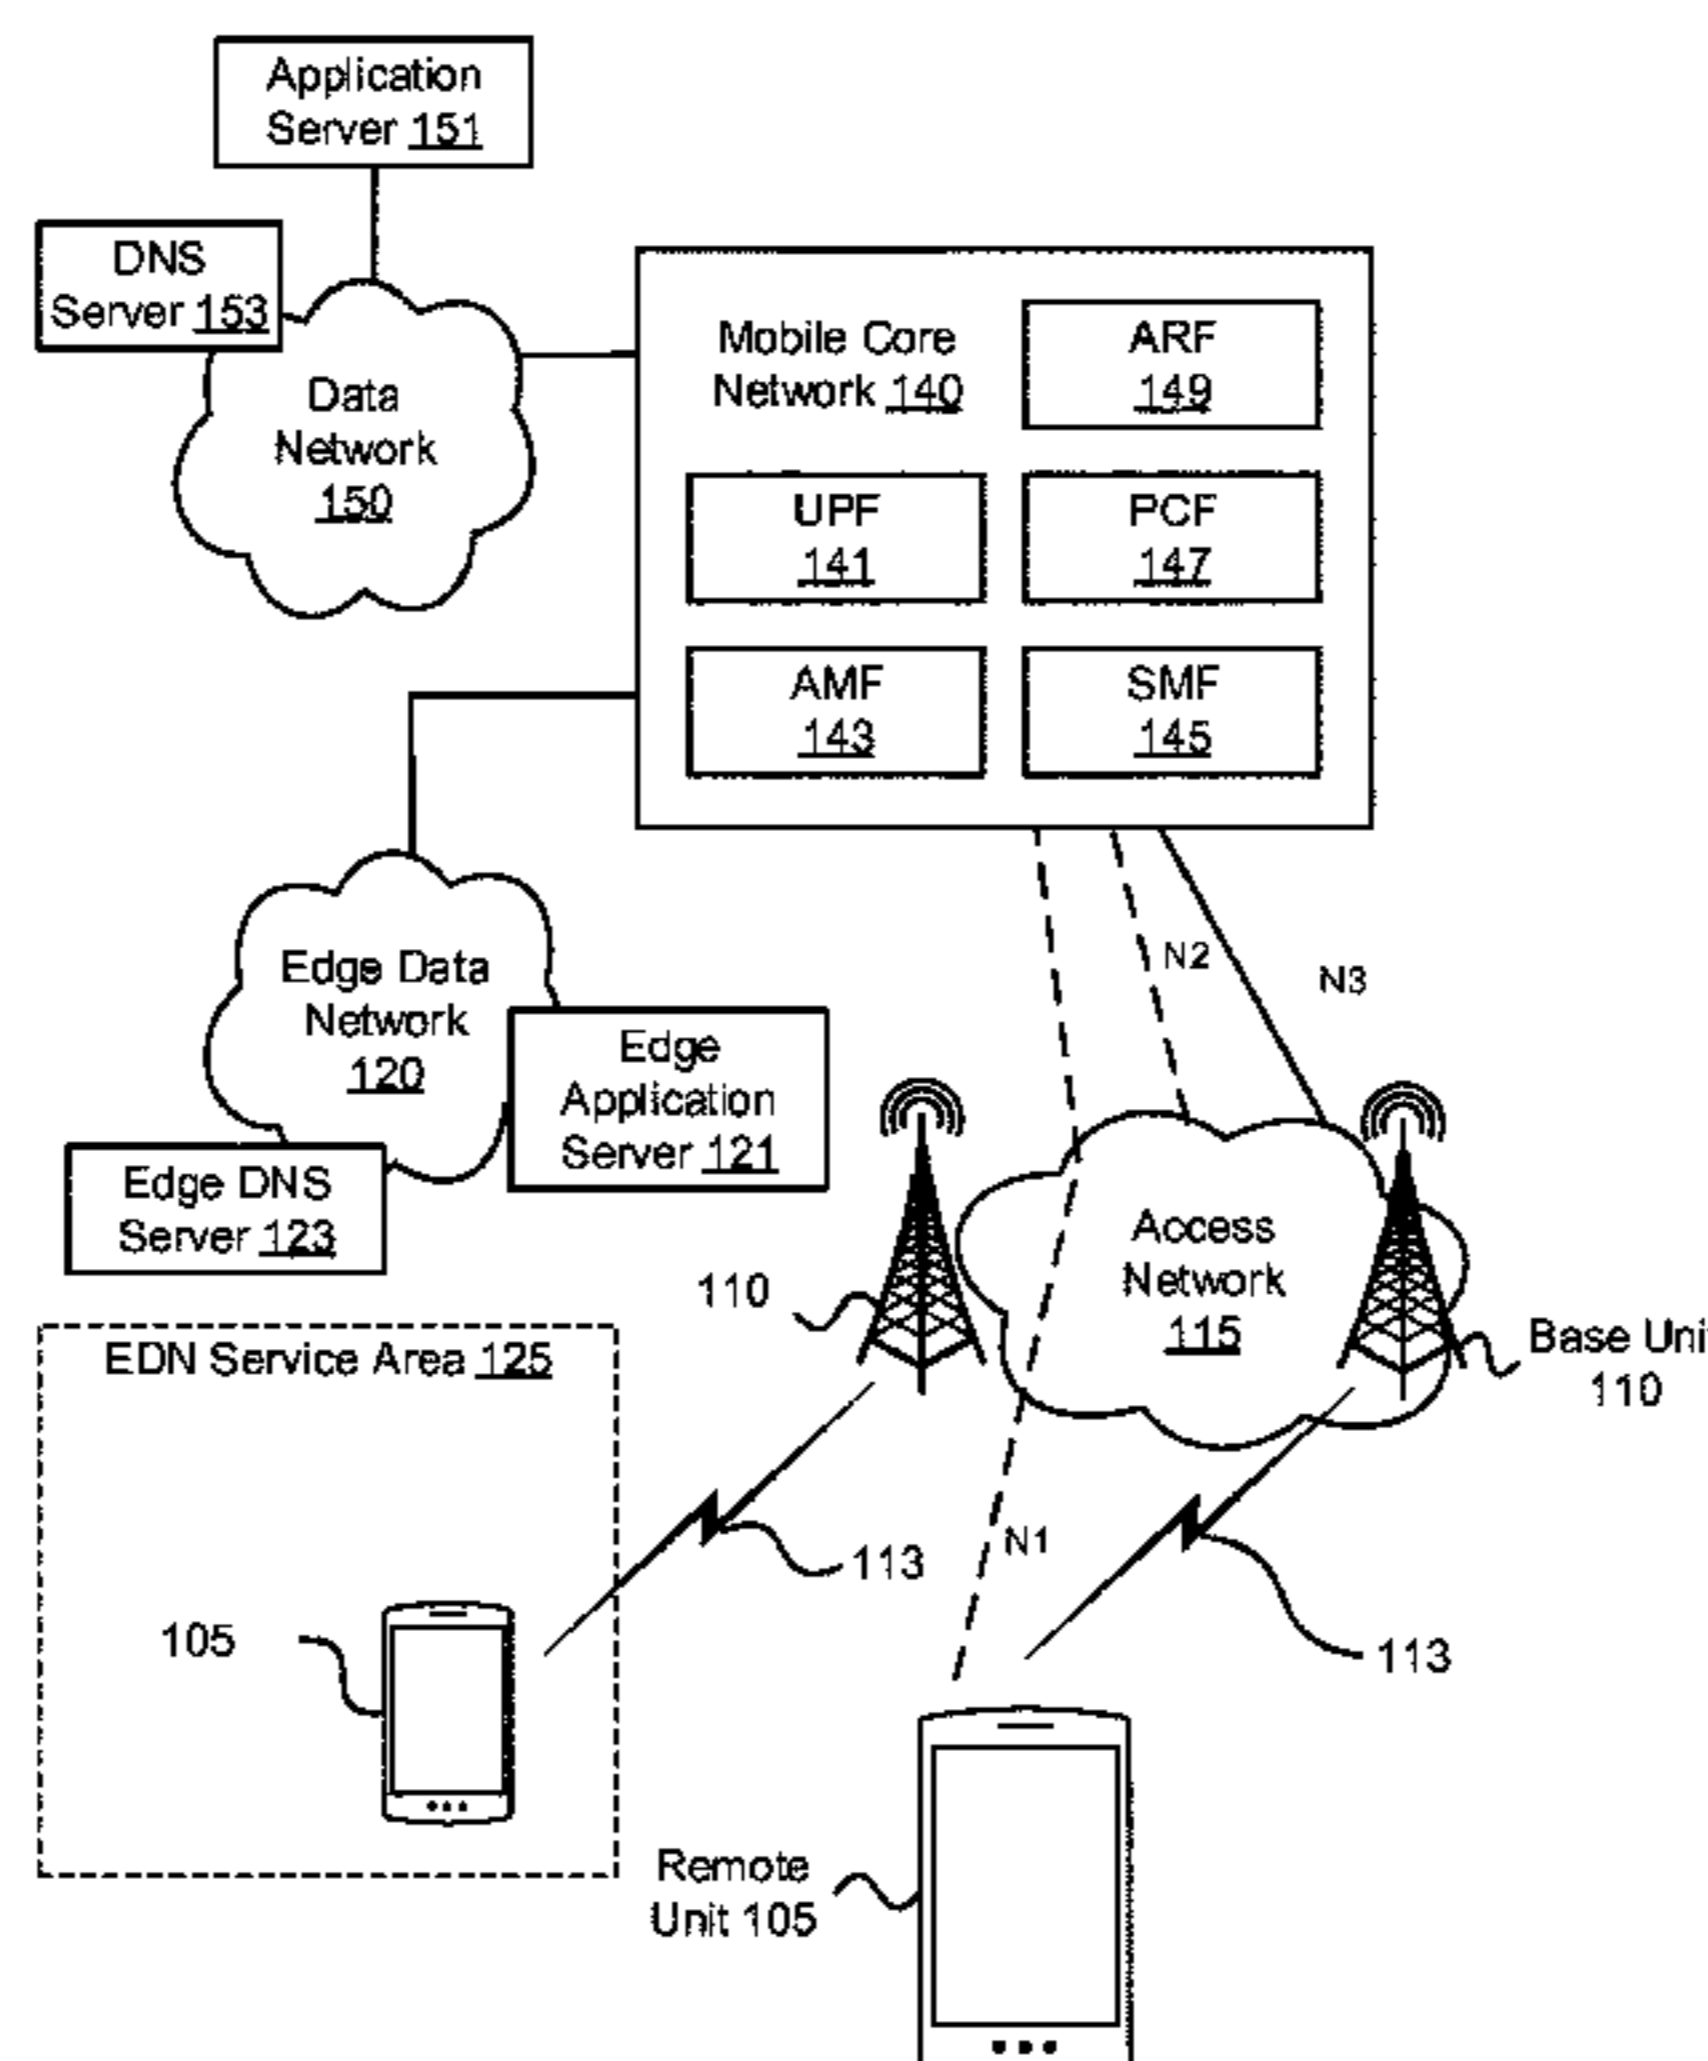 Application
Server 151
DNS
Server 153
Data
Network
150
Mobile Core
Network 140
ARF
149
UPF
141
PCF
147
AMF
143
SMF
145
N2
N3
Edge Data
Network
120
Edge
Application
Server 121
Edge DNS
Server 123
Access
Network
115
110
Base Uni
110
EDN Service Area 125
N1
113
105
113
Remote
Unit 105